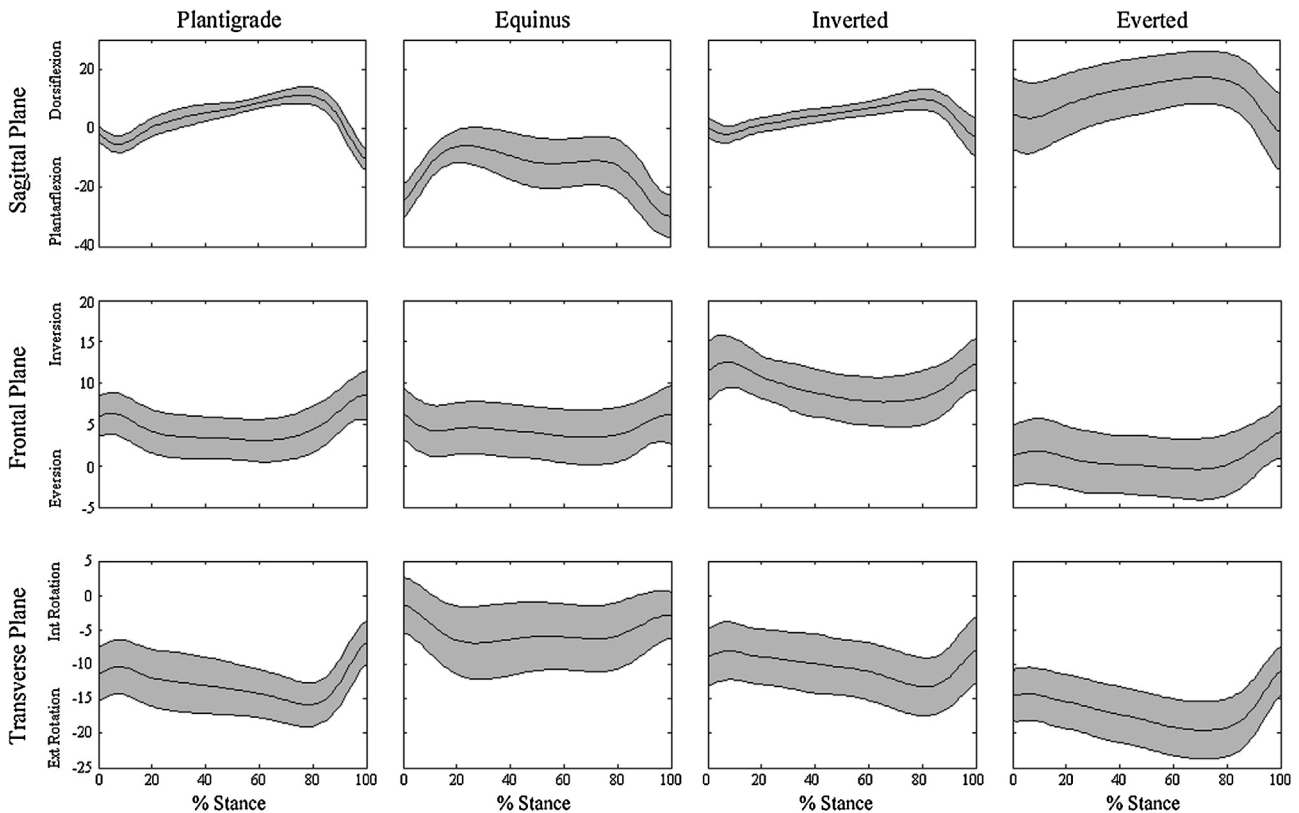 Plantigrade Equinus Inverted Everted
Sagittal Plane
Dorsiflexion
Plantarflexion
20
0
-20
-40
Frontal Plane
Inversion
Eversion
20
15
10
5
0
-5
Transverse Plane
Int Rotation
Ext Rotation
5
0
-5
-10
-15
-20
-25
0 20 40 60 80 100 0 20 40 60 80 100 0 20 40 60 80 100 0 20 40 60 80 100
% Stance % Stance % Stance % Stance